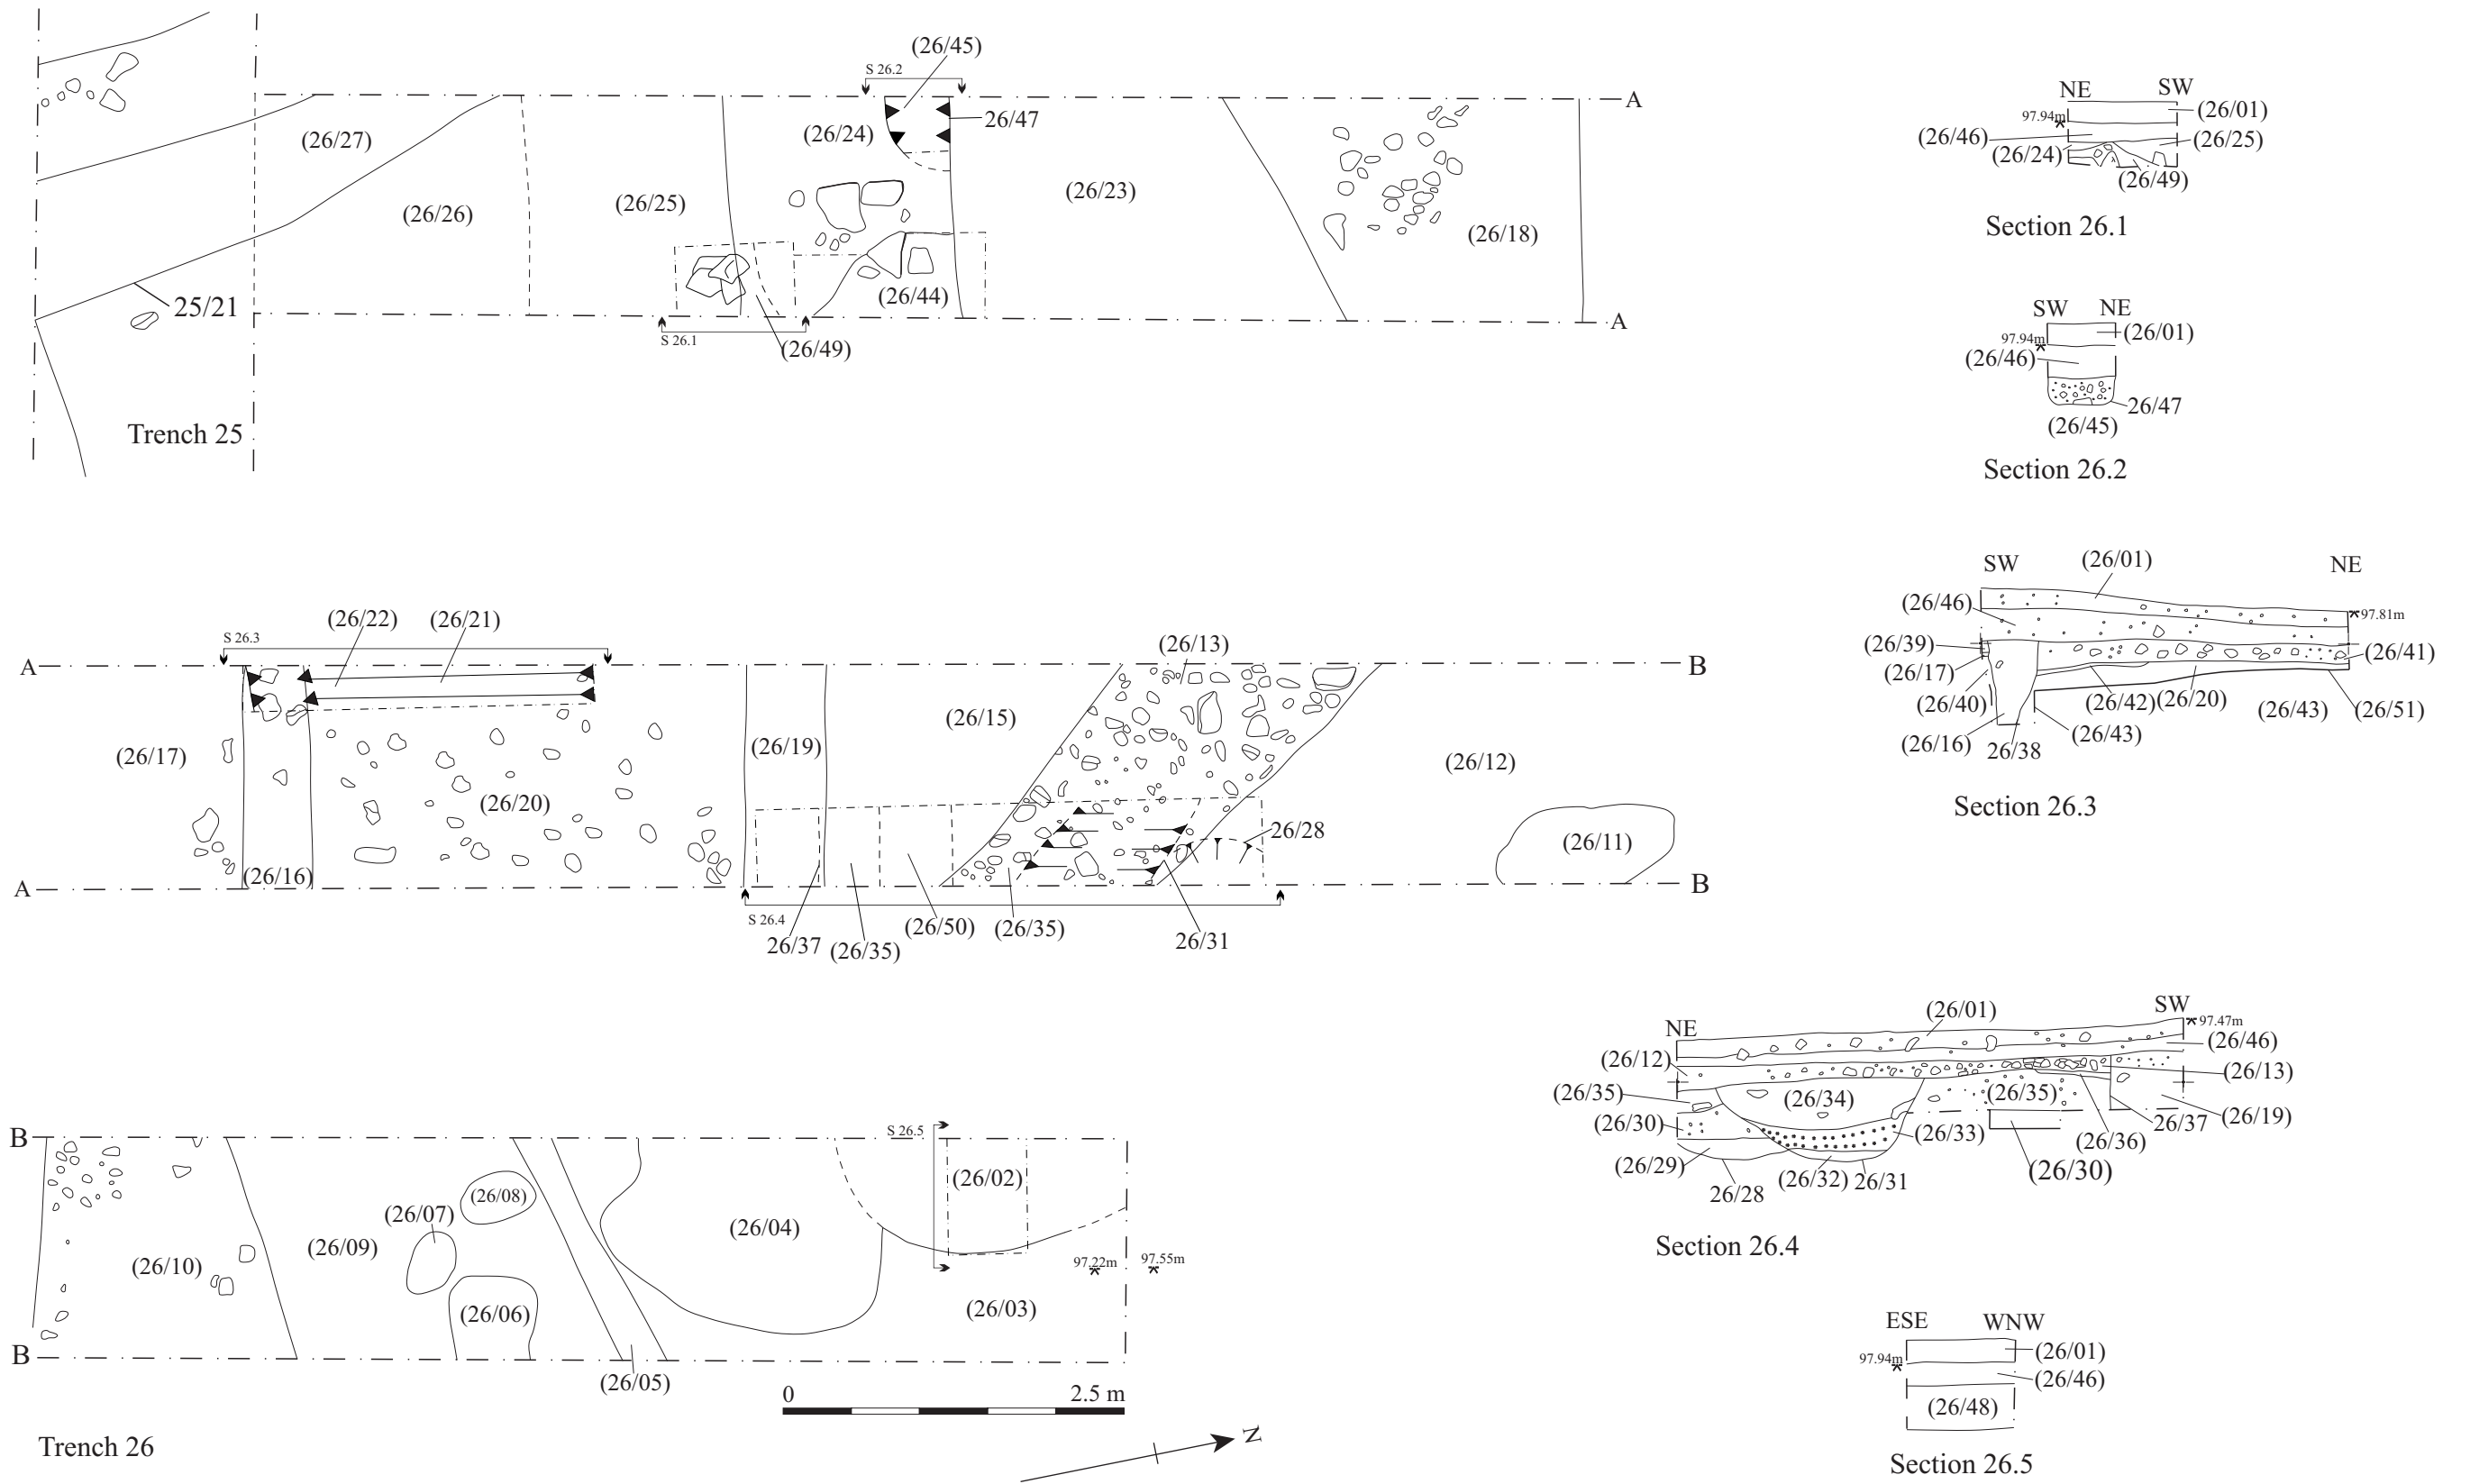 (26/45)
S 26.2
A
(26/27)
(26/24)
26/47
(26/26)
(26/25)
(26/23)
(26/18)
(26/44)
25/21
A
S 26.1
(26/49)
Trench 25
NE SW
97.94m
(26/01)
(26/46)
(26/25)
(26/24)
(26/49)
Section 26.1
SW NE
97.94m
(26/01)
(26/46)
26/47
(26/45)
Section 26.2
S 26.3
(26/22) (26/21)
(26/13)
A
B
(26/17)
(26/19)
(26/15)
(26/12)
(26/20)
26/28
(26/11)
(26/16)
A
B
S 26.4
26/37
(26/35)
(26/50)
(26/35)
26/31
SW
(26/01)
NE
(26/46)
97.81m
(26/39)
(26/41)
(26/17)
(26/40)
(26/42)
(26/20)
(26/43)
(26/51)
(26/16)
26/38
(26/43)
Section 26.3
NE
(26/01)
SW
97.47m
(26/12)
(26/46)
(26/13)
(26/35)
(26/34)
(26/35)
(26/30)
(26/33)
(26/36)
26/37
(26/19)
(26/29)
26/28
(26/32)
26/31
(26/30)
Section 26.4
B
S 26.5
(26/02)
(26/08)
(26/07)
(26/04)
(26/09)
(26/10)
97.22m
97.55m
(26/06)
(26/03)
B
(26/05)
0 2.5 m
N
Trench 26
ESE WNW
97.94m
(26/01)
(26/46)
(26/48)
Section 26.5